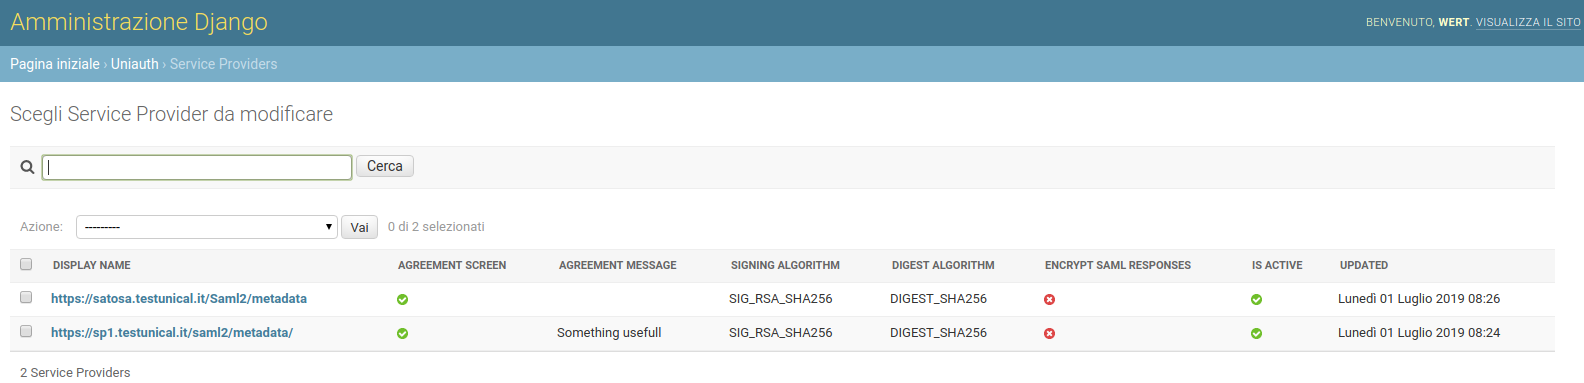 Amministrazione Django
BENVENUTO, WERT. VISUALIZZA IL SITO
Pagina iniziale › Uniauth › Service Providers
Scegli Service Provider da modificare
Cerca
Azione: --------- Vai 0 di 2 selezionati
DISPLAY NAME AGREEMENT SCREEN AGREEMENT MESSAGE SIGNING ALGORITHM DIGEST ALGORITHM ENCRYPT SAML RESPONSES IS ACTIVE UPDATED
https://satosa.testunical.it/Saml2/metadata SIG_RSA_SHA256 DIGEST_SHA256 Lunedì 01 Luglio 2019 08:26
https://sp1.testunical.it/saml2/metadata/ Something usefull SIG_RSA_SHA256 DIGEST_SHA256 Lunedì 01 Luglio 2019 08:24
2 Service Providers